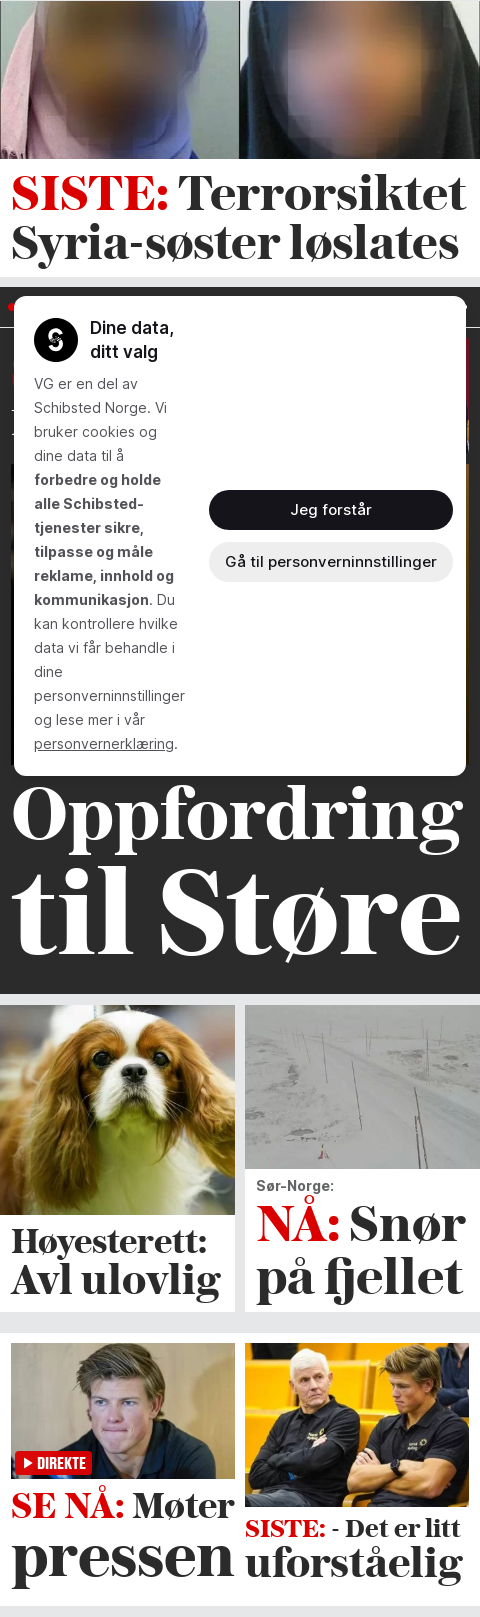 SISTE: Terrorsiktet
Syria-søster løslates
Dine data,
ditt valg
VG er en del av
Schibsted Norge. Vi
bruker cookies og
dine data til å
forbedre og holde
alle Schibsted-
tjenester sikre,
tilpasse og måle
reklame, innhold og
kommunikasjon. Du
kan kontrollere hvilke
data vi får behandle i
dine
personverninnstillinger
og lese mer i vår
personvernerklæring.
Jeg forstår
Gå til personverninnstillinger
Oppfordring
til Støre
Høyesterett:
Avl ulovlig
Sør-Norge:
NÅ: Snør
på fjellet
DIREKTE
SE NÅ: Møter
pressen
SISTE: - Det er litt
uforståelig